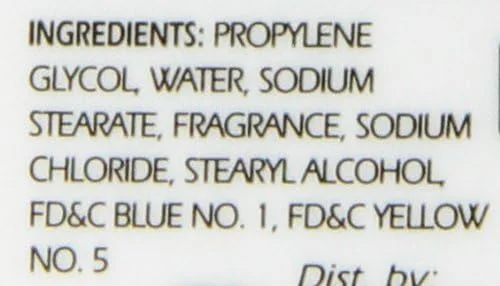 INGREDIENTS: PROPYLENE
GLYCOL, WATER, SODIUM
STEARATE, FRAGRANCE, SODIUM
CHLORIDE, STEARYL ALCOHOL,
FD&C BLUE NO. 1, FD&C YELLOW
NO. 5
Dist. by: